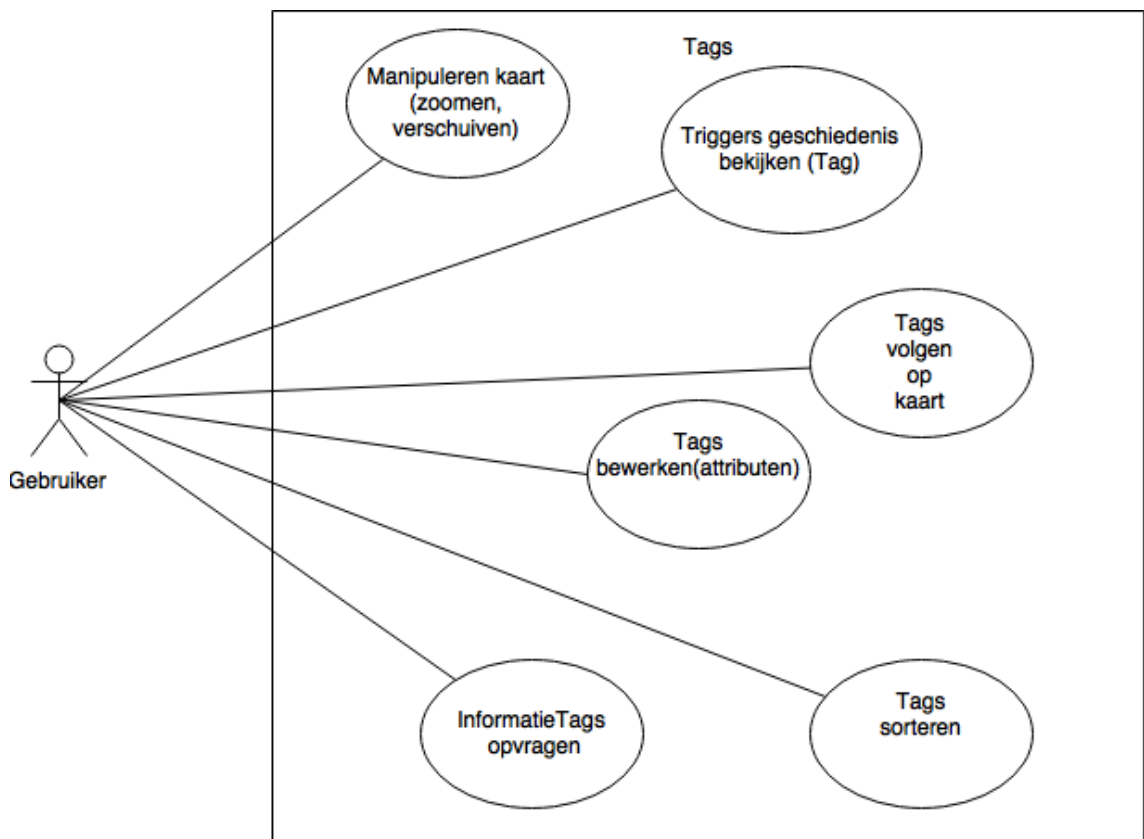 Tags
Manipuleren kaart
(zoomen,
verschuiven)
Triggers geschiedenis
bekijken (Tag)
Tags
volgen
op
kaart
Tags
bewerken(attributen)
Gebruiker
InformatieTags
opvragen
Tags
sorteren